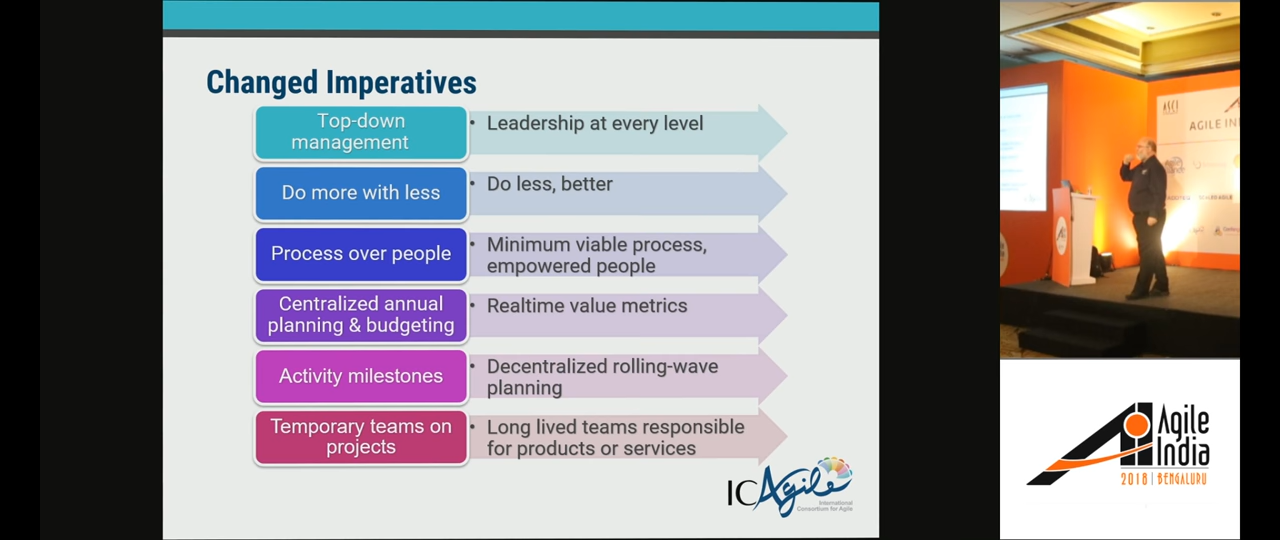 Changed Imperatives
Top-down
management
• Leadership at every level
Do more with less
• Do less, better
Process over people
• Minimum viable process,
empowered people
Centralized annual
planning & budgeting
• Realtime value metrics
Activity milestones
• Decentralized rolling-wave
planning
Temporary teams on
projects
• Long lived teams responsible
for products or services
ICAgile
International
Consortium for Agile
ASCI
AGILE IN
Agile
India
2018 | BENGALURU